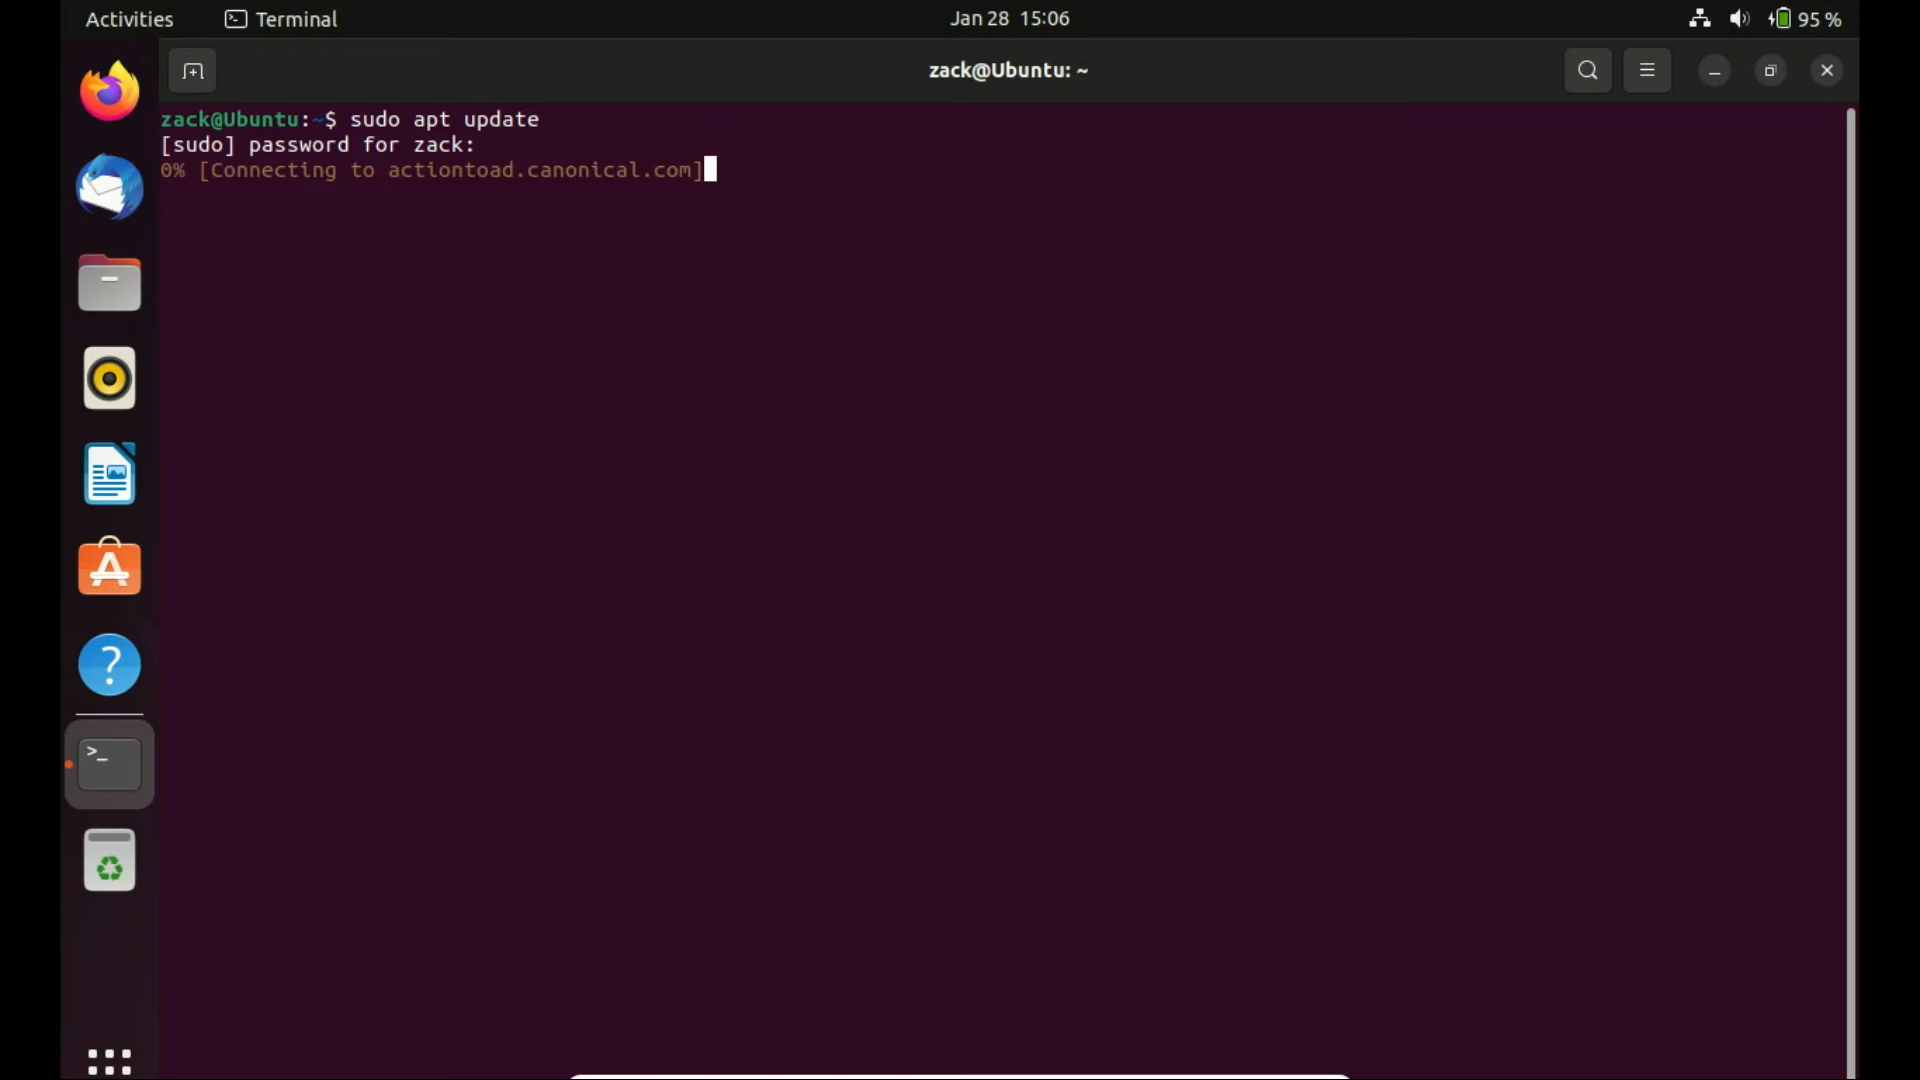 Activities Terminal Jan 28 15:06 95 %
zack@Ubuntu: ~
zack@Ubuntu:~$ sudo apt update
[sudo] password for zack:
0% [Connecting to actiontoad.canonical.com]